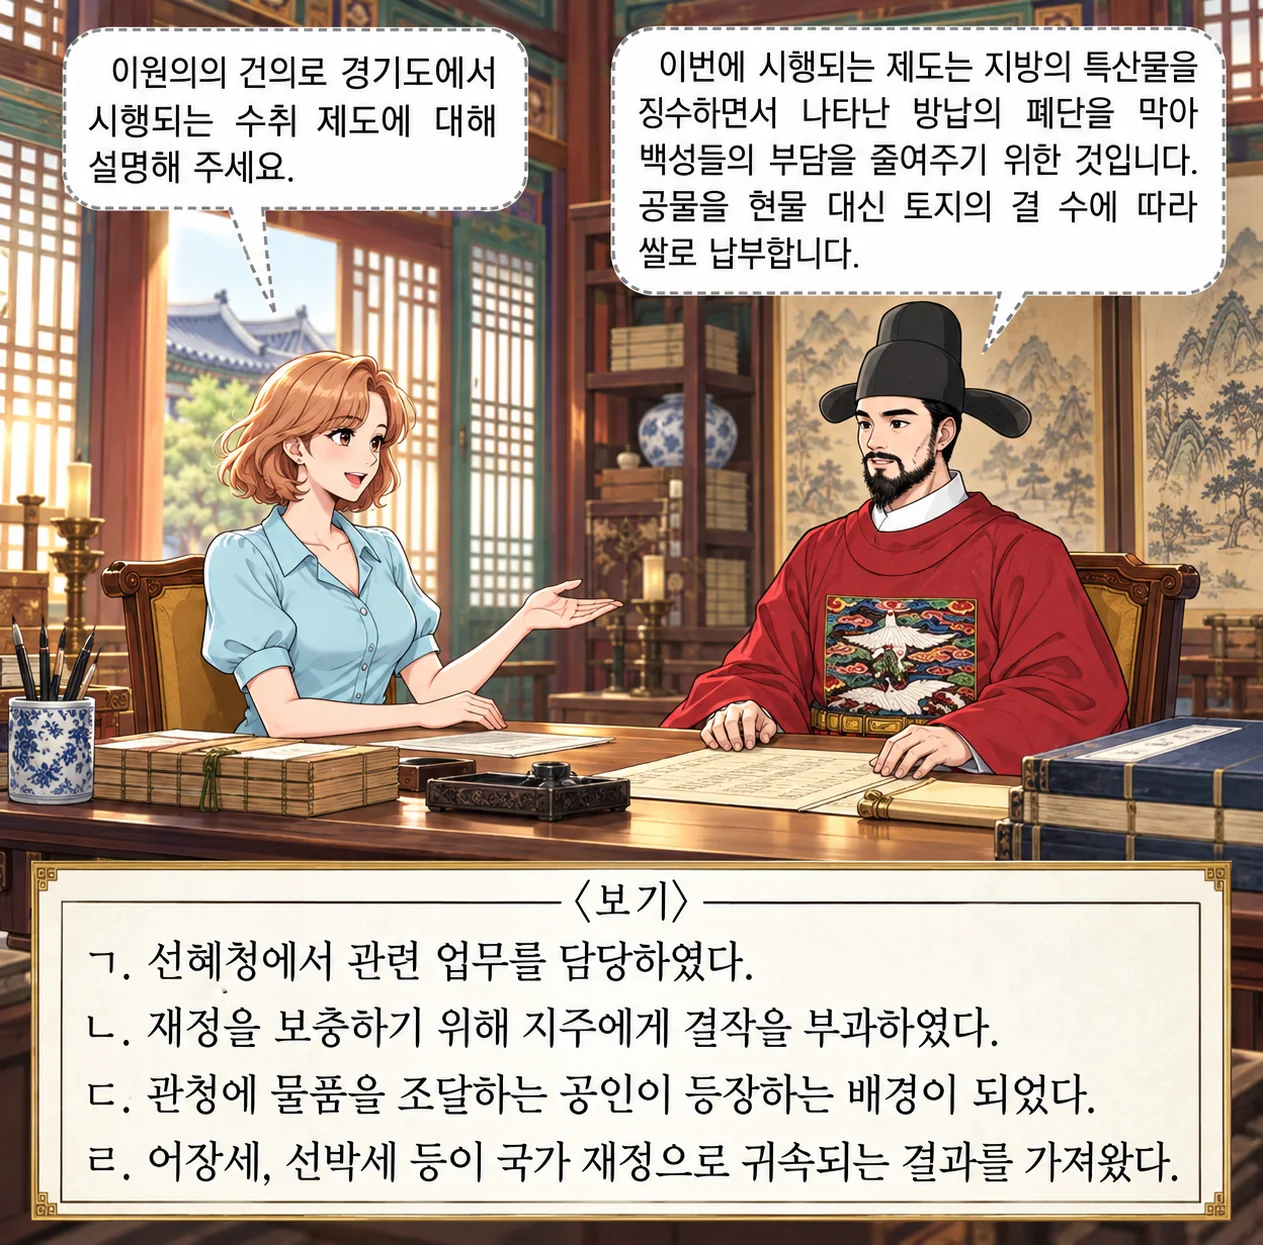 이원의의 건의로 경기도에서
시행되는 수취 제도에 대해
설명해 주세요.
이번에 시행되는 제도는 지방의 특산물을
징수하면서 나타난 방납의 폐단을 막아
백성들의 부담을 줄여주기 위한 것입니다.
공물을 현물 대신 토지의 결 수에 따라
쌀로 납부합니다.
〈보기〉
ㄱ. 선혜청에서 관련 업무를 담당하였다.
ㄴ. 재정을 보충하기 위해 지주에게 결작을 부과하였다.
ㄷ. 관청에 물품을 조달하는 공인이 등장하는 배경이 되었다.
ㄹ. 어장세, 선박세 등이 국가 재정으로 귀속되는 결과를 가져왔다.